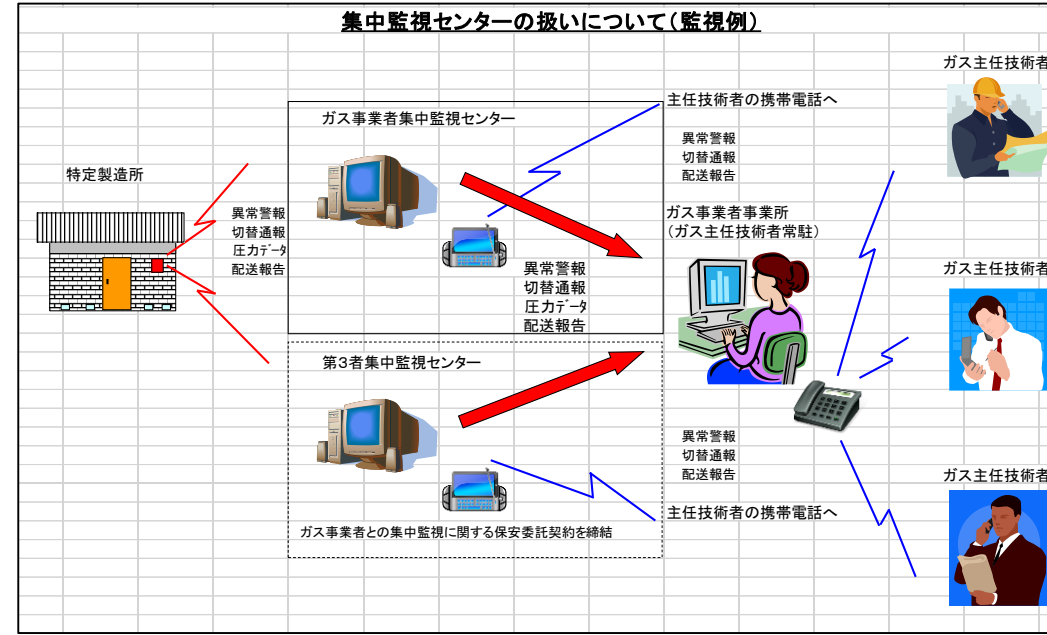 集中監視センターの扱いについて(監視例)
ガス主任技術者
主任技術者の携帯電話へ
ガス事業者集中監視センター
異常警報
切替通報
配送報告
特定製造所
異常警報
切替通報
圧力データ
配送報告
ガス事業者事業所
(ガス主任技術者常駐)
異常警報
切替通報
圧力データ
配送報告
ガス主任技術者
第3者集中監視センター
異常警報
切替通報
配送報告
ガス主任技術者
主任技術者の携帯電話へ
ガス事業者との集中監視に関する保安委託契約を締結